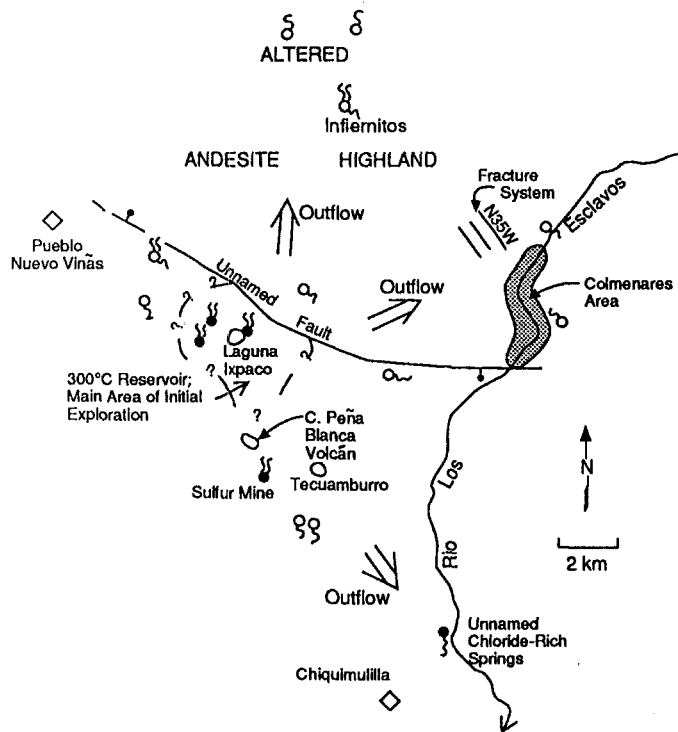 ALTERED
Infiernitos
ANDESITE HIGHLAND
Fracture
System
N35W
Esclavos
Pueblo
Nuevo Viñas
Outflow
Unnamed
Fault
Outflow
Colmenares
Area
?
?
?
?
?
?
Laguna
Ixpaco
300°C Reservoir;
Main Area of Initial
Exploration
C. Peña
Blanca
Volcán
Sulfur Mine
Tecuamburro
Los
Rio
N
2 km
Outflow
Unnamed
Chloride-Rich
Springs
Chiquimulilla